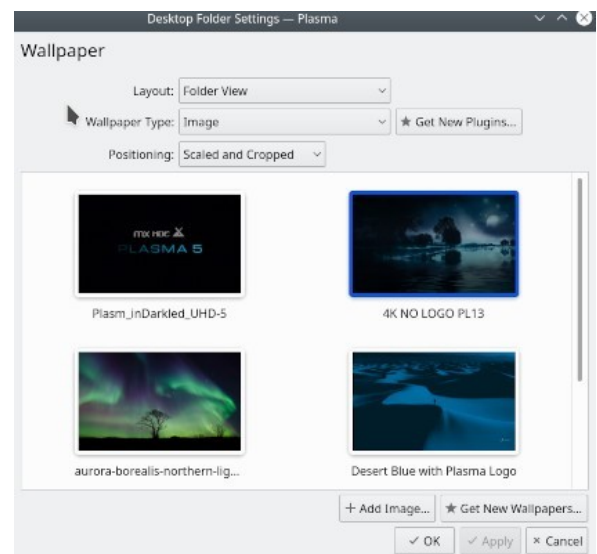 Desktop Folder Settings — Plasma
Wallpaper
Layout: Folder View
Wallpaper Type: Image ★ Get New Plugins...
Positioning: Scaled and Cropped
PLASMA 5
Plasm_inDarkled_UHD-5 4K NO LOGO PL13
aurora-borealis-northern-lig... Desert Blue with Plasma Logo
+ Add Image... ★ Get New Wallpapers...
✓ OK ✓ Apply × Cancel